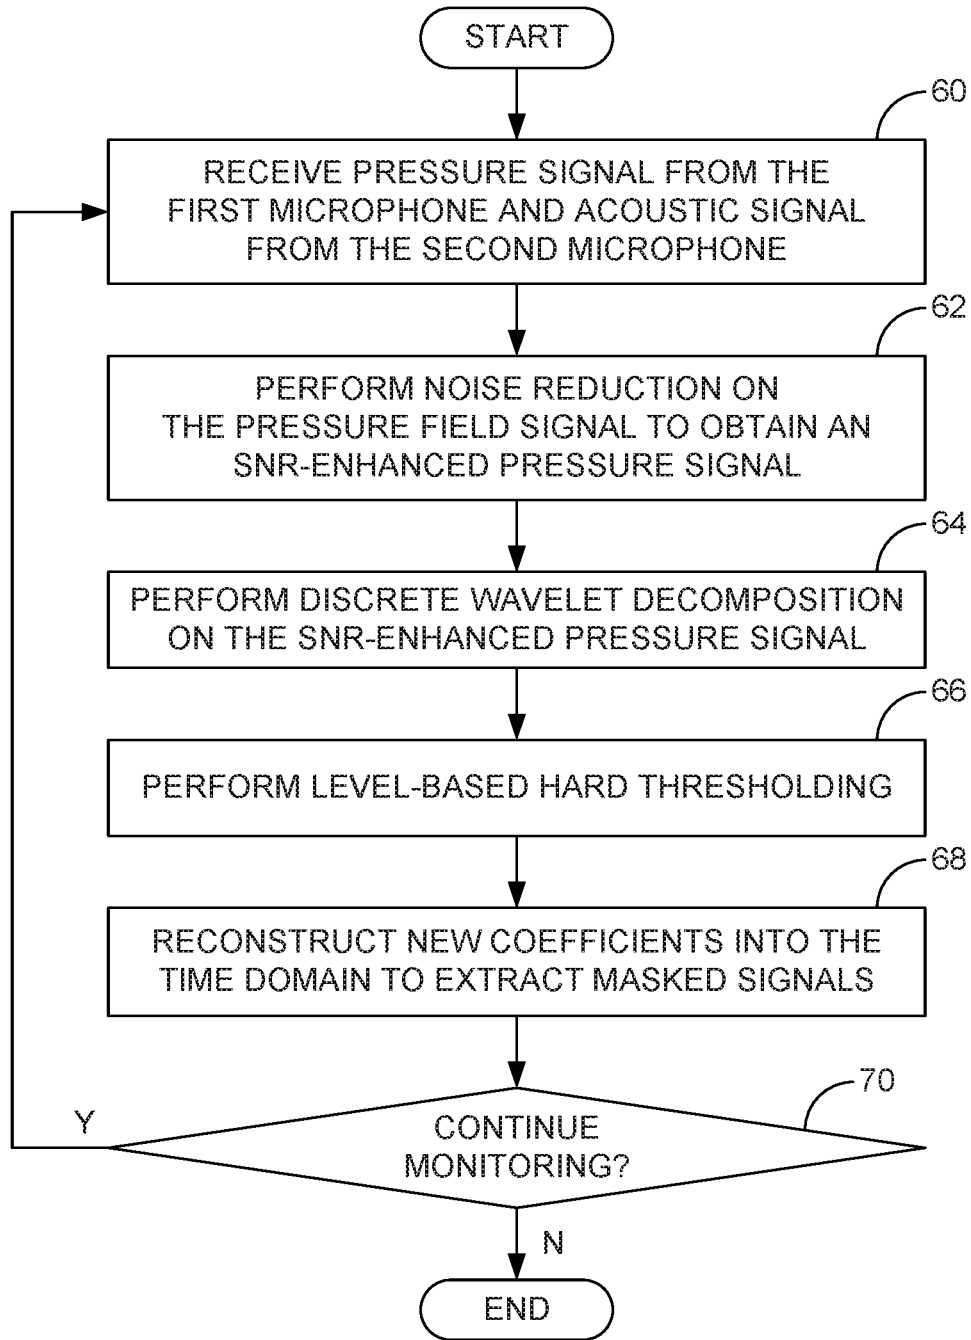 START
60
RECEIVE PRESSURE SIGNAL FROM THE
FIRST MICROPHONE AND ACOUSTIC SIGNAL
FROM THE SECOND MICROPHONE
62
PERFORM NOISE REDUCTION ON
THE PRESSURE FIELD SIGNAL TO OBTAIN AN
SNR-ENHANCED PRESSURE SIGNAL
64
PERFORM DISCRETE WAVELET DECOMPOSITION
ON THE SNR-ENHANCED PRESSURE SIGNAL
66
PERFORM LEVEL-BASED HARD THRESHOLDING
68
RECONSTRUCT NEW COEFFICIENTS INTO THE
TIME DOMAIN TO EXTRACT MASKED SIGNALS
70
Y
CONTINUE
MONITORING?
N
END